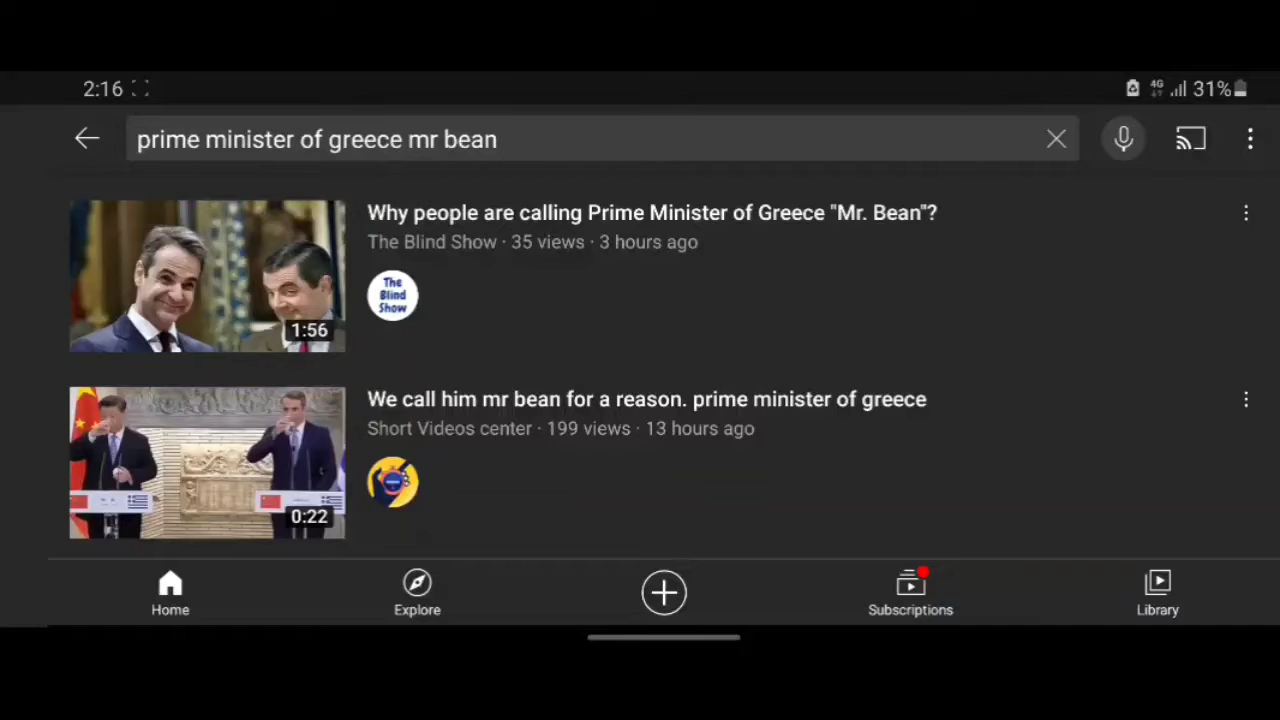 2:16 4G 31%
prime minister of greece mr bean
Why people are calling Prime Minister of Greece "Mr. Bean"?
The Blind Show · 35 views · 3 hours ago
The
Blind
Show
1:56
We call him mr bean for a reason. prime minister of greece
Short Videos center · 199 views · 13 hours ago
0:22
Home Explore Subscriptions Library